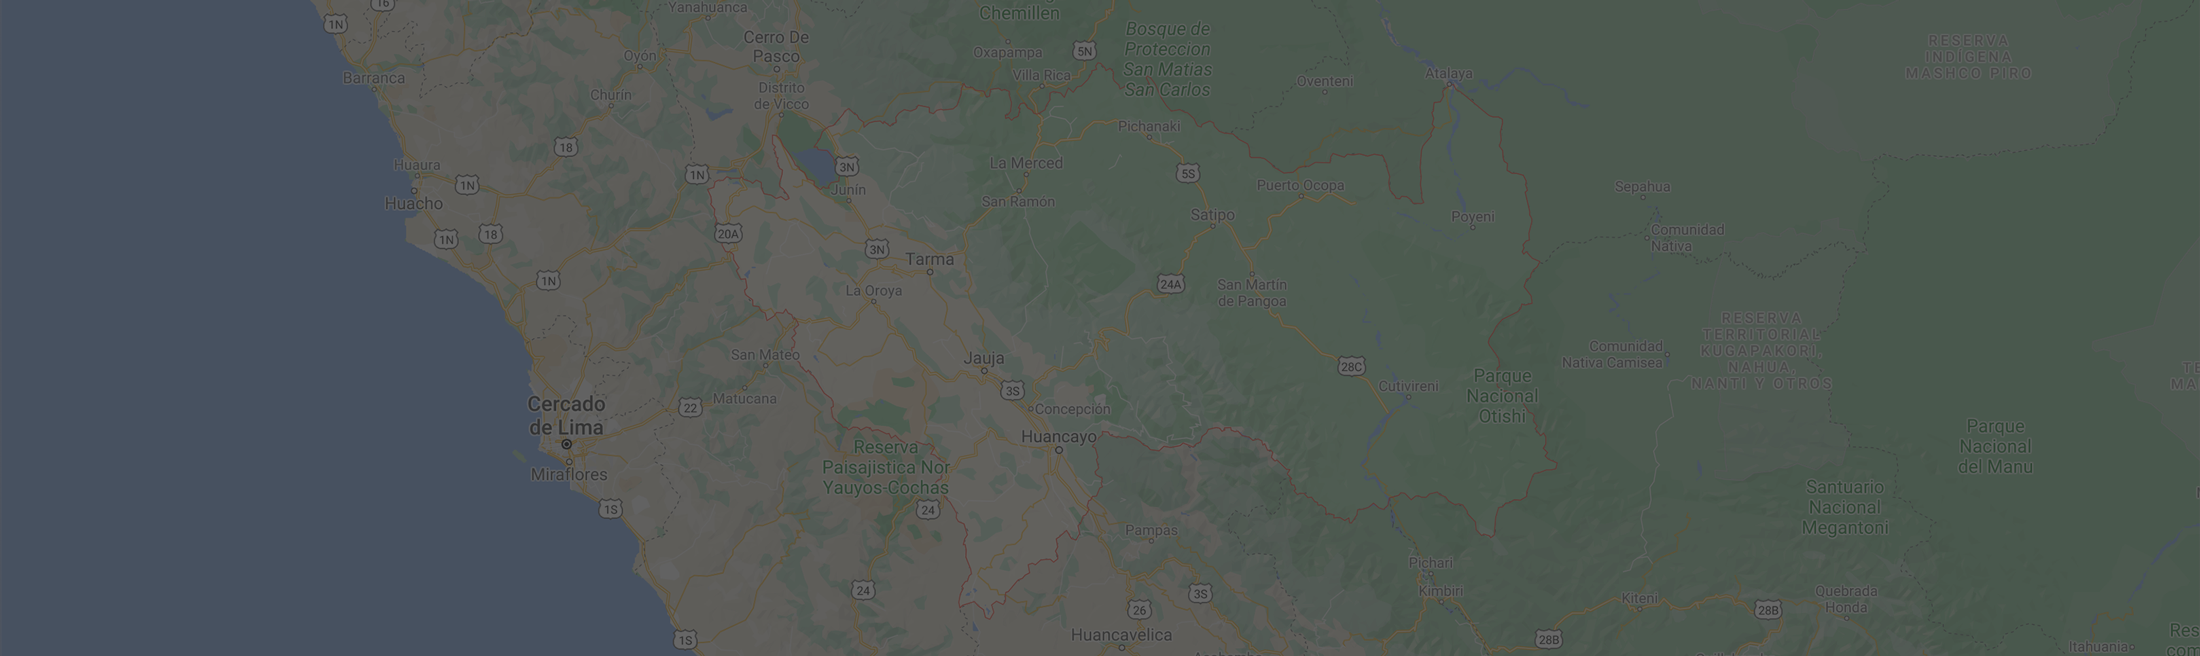 16
Yanahuanca
Chemillen
1N
Bosque de
Proteccion
San Matias
San Carlos
Cerro De
Pasco
Oxapampa
5N
RESERVA
INDÍGENA
MASHCO PIRO
Oyón
Barranca
Villa Rica
Oventeni
Atalaya
Churín
Distrito
de Vicco
Pichanaki
18
Huaura
1N
1N
3N
La Merced
5S
Junín
Puerto Ocopa
Sepahua
Huacho
San Ramón
Satipo
Poyeni
1N
18
20A
3N
Comunidad
Nativa
Tarma
1N
La Oroya
24A
San Martin
de Pangoa
RESERVA
TERRITORIAL
KUGAPAKORI,
NAHUA,
NANTI Y OTROS
San Mateo
Jauja
Comunidad
Nativa Camisea
28C
Parque
Nacional
Otishi
Cutivireni
3S
Matucana
22
Cercado
de Lima
Concepción
Huancayo
Parque
Nacional
del Manu
Reserva
Paisajistica Nor
Yauyos-Cochas
Miraflores
Santuario
Nacional
Megantoni
1S
24
Pampas
Pichari
24
3S
Kimbiri
Kiteni
Quebrada
Honda
26
28B
1S
Huancavelica
28B
Itahuania